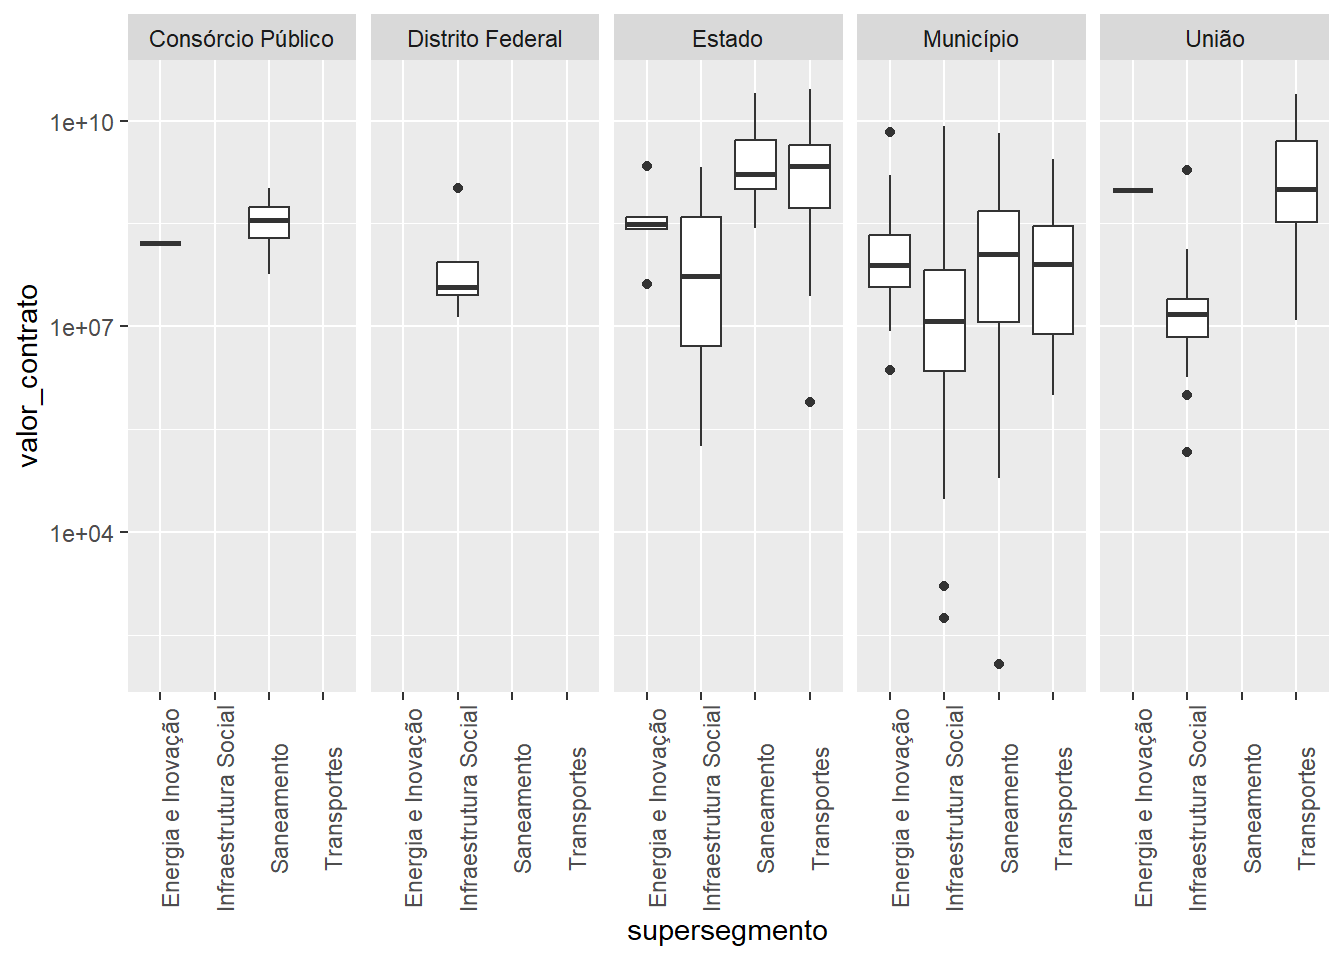 Consórcio Público
Distrito Federal
Estado
Município
União
valor_contrato
1e+10
1e+07
1e+04
Energia e Inovação
Infraestrutura Social
Saneamento
Transportes
Energia e Inovação
Infraestrutura Social
Saneamento
Transportes
Energia e Inovação
Infraestrutura Social
Saneamento
Transportes
Energia e Inovação
Infraestrutura Social
Saneamento
Transportes
Energia e Inovação
Infraestrutura Social
Saneamento
Transportes
supersegmento